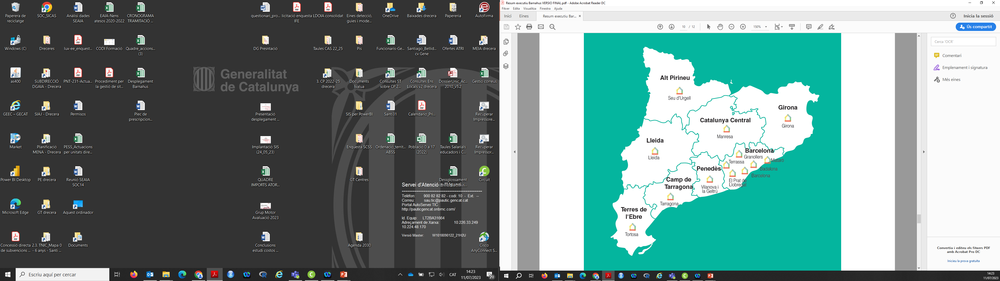 Paperera de
reciclatge
SOC_SICAS
Anàlisi dades
SEAIA
EAIA-Nens
atesos 2020-2022
CRONOGRAMA
TRAMITACIÓ ...
questionari_pro...
licitació enquesta
IFE
LDOIA consolidat
Eines detecció,
guies i mode...
OneDrive
Baixades drecera
Papereria
AutoFirma
Windows (C)
Dreceres
lux-ee_enquest...
CODI Formació
Quadre_accions...
(3)
DG Presntació
Taules CAS 22_25
Pis
Funcionaris-Ge...
Santiago_Bellid...
cv Gene
Ofertes ATRI
MEIA drecera
as400
SUBDIRECCIÓ
DGAIA - Drecera
PNT-231-Actua...
Procediment per
la gestió de sit...
Desplegament
Barnahus
Generalitat
de Catalunya
3. CP 2022-25
drecera
Documents
Ivalua
Consultes ST
sobre CP 2...
Consultes Ens
Locals v2 drecera
DossierUnic_Ac...
2010_v5.2
Gestió correus
GEEC – GECAT
SIAJ - Drecera
Permisos
Plec de
prescripcion...
Presentació
desplegament ...
SIS per PowerBI
Santi31
Calendario_Pri...
Recuperar
Impressore...
Market
Planificació
MENA - Drecera
PESS_Actuacions
per unitats dire...
Implantació SIS
(24_05_23)
Enquesta SCSS
Ordenació_territ...
ABSS
Població 0 a 17
(2022)
Taules Salarials
educadors i C...
Recuperar
Impressor...
Power BI Desktop
PE drecera
Reunió SEAIA
SOC14
QUADRE
IMPORTS ATOR...
GT Centres
Dessglossament
Circuit
Servei d'Atenció
Telèfon: 900 82 82 82 - codi: 10 - Ext. --
Correu: sau.tic@pautic.gencat.cat
Portal AutoServei TIC:
http://pauticgencat.onbmc.com/
Id. Equip: LT2BA31664
Adreçament de Xarxa: 10.226.33.249
10.224.48.170
Versió Master: W1018090122_21H2U
Microsoft Edge
GT drecera
Aquest ordinador
Grup Motor
Avaluació 2023
Concessió directa
de subvencions ...
2.3. TNIC_Mapa 0
- 6 anys - Santi ...
Documents
Conclusions
estudi costos ...
Agenda 2030
Cisco
AnyConnect S...
Escriu aquí per cercar
CAT
14:23
11/07/2023
20
Resum executiu Barnahus VERSIO FINAL.pdf - Adobe Acrobat Reader DC
Fitxer Edita Visualitza Finestra Ajuda
Inici Eines Resum executiu Bar... ×
Inicia la sessió
10 / 12
150%
Ús compartit
Cerca 'OCR'
Comentari
Emplenament i signatura
Més eines
Alt Pirineu
Seu d'Urgell
Girona
Girona
Catalunya Central
Manresa
Lleida
Lleida
Barcelona
Granollers
Mataró
Terrassa
Badalona
Barcelona
El Prat de
Llobregat
Penedès
Vilanova i
la Geltrú
Camp de
Tarragona
Tarragona
Terres de
l'Ebre
Tortosa
Convertiu i editeu els fitxers PDF
amb Acrobat Pro DC
Inicieu la prova gratuïta
14:23
11/07/2023